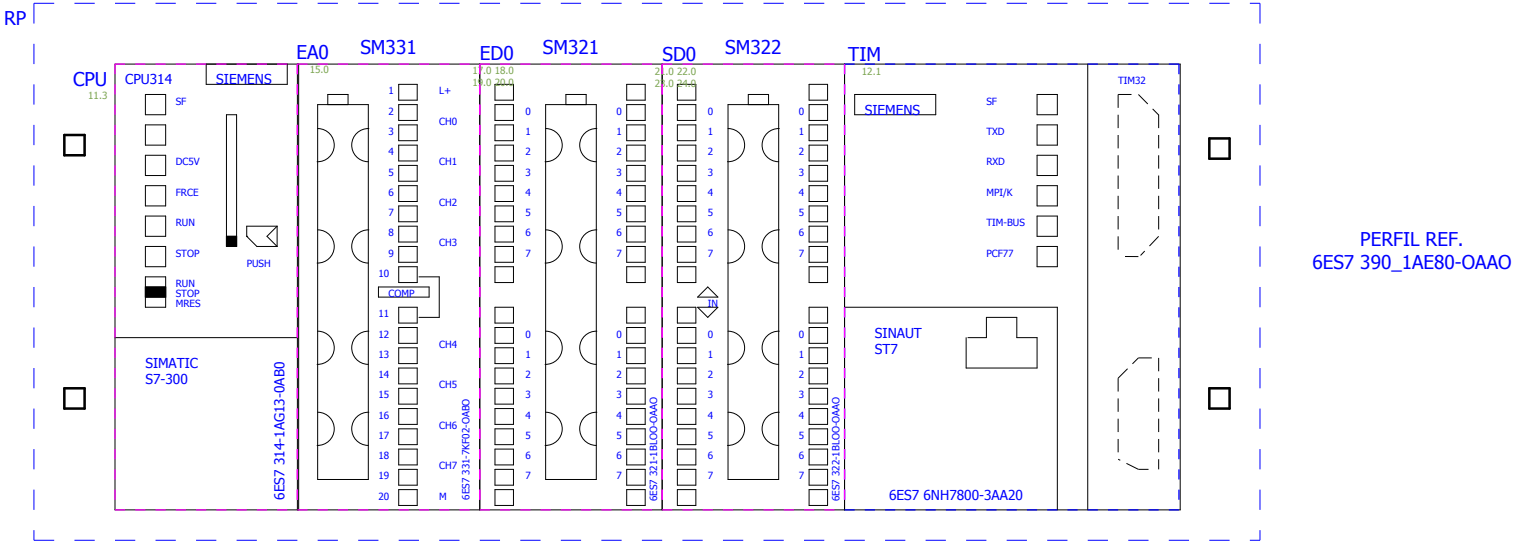 RP
CPU
11.3
CPU314
SIEMENS
SF
DC5V
FRCE
RUN
STOP
RUN
STOP
MRES
PUSH
SIMATIC
S7-300
6ES7 314-1AG13-0AB0
EA0
SM331
15.0
1
2
3
4
5
6
7
8
9
10
COMP
11
12
13
14
15
16
17
18
19
20
L+
CH0
CH1
CH2
CH3
CH4
CH5
CH6
CH7
M
6ES7 331-7KF02-OABO
ED0
SM321
17.0 18.0
19.0 20.0
0
1
2
3
4
5
6
7
0
1
2
3
4
5
6
7
0
1
2
3
4
5
6
7
0
1
2
3
4
5
6
7
6ES7 321-1BLOO-OAAO
SD0
SM322
21.0 22.0
23.0 24.0
0
1
2
3
4
5
6
7
IN
0
1
2
3
4
5
6
7
0
1
2
3
4
5
6
7
0
1
2
3
4
5
6
7
6ES7 322-1BLOO-OAAO
TIM
12.1
SIEMENS
SF
TXD
RXD
MPI/K
TIM-BUS
PCF77
SINAUT
ST7
6ES7 6NH7800-3AA20
TIM32
PERFIL REF.
6ES7 390_1AE80-OAAO